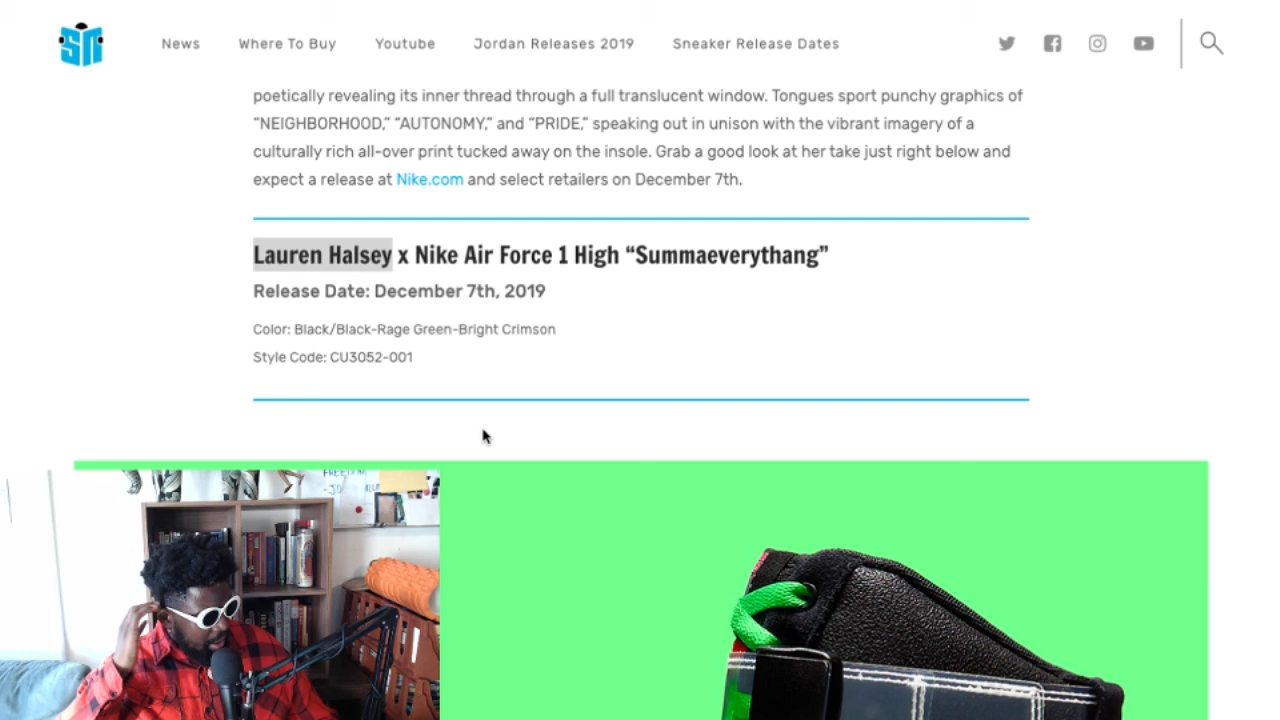 SN
News Where To Buy Youtube Jordan Releases 2019 Sneaker Release Dates
poetically revealing its inner thread through a full translucent window. Tongues sport punchy graphics of
“NEIGHBORHOOD,” “AUTONOMY,” and “PRIDE,” speaking out in unison with the vibrant imagery of a
culturally rich all-over print tucked away on the insole. Grab a good look at her take just right below and
expect a release at Nike.com and select retailers on December 7th.
Lauren Halsey x Nike Air Force 1 High “Summaeverythang”
Release Date: December 7th, 2019
Color: Black/Black-Rage Green-Bright Crimson
Style Code: CU3052-001
FREEDOM